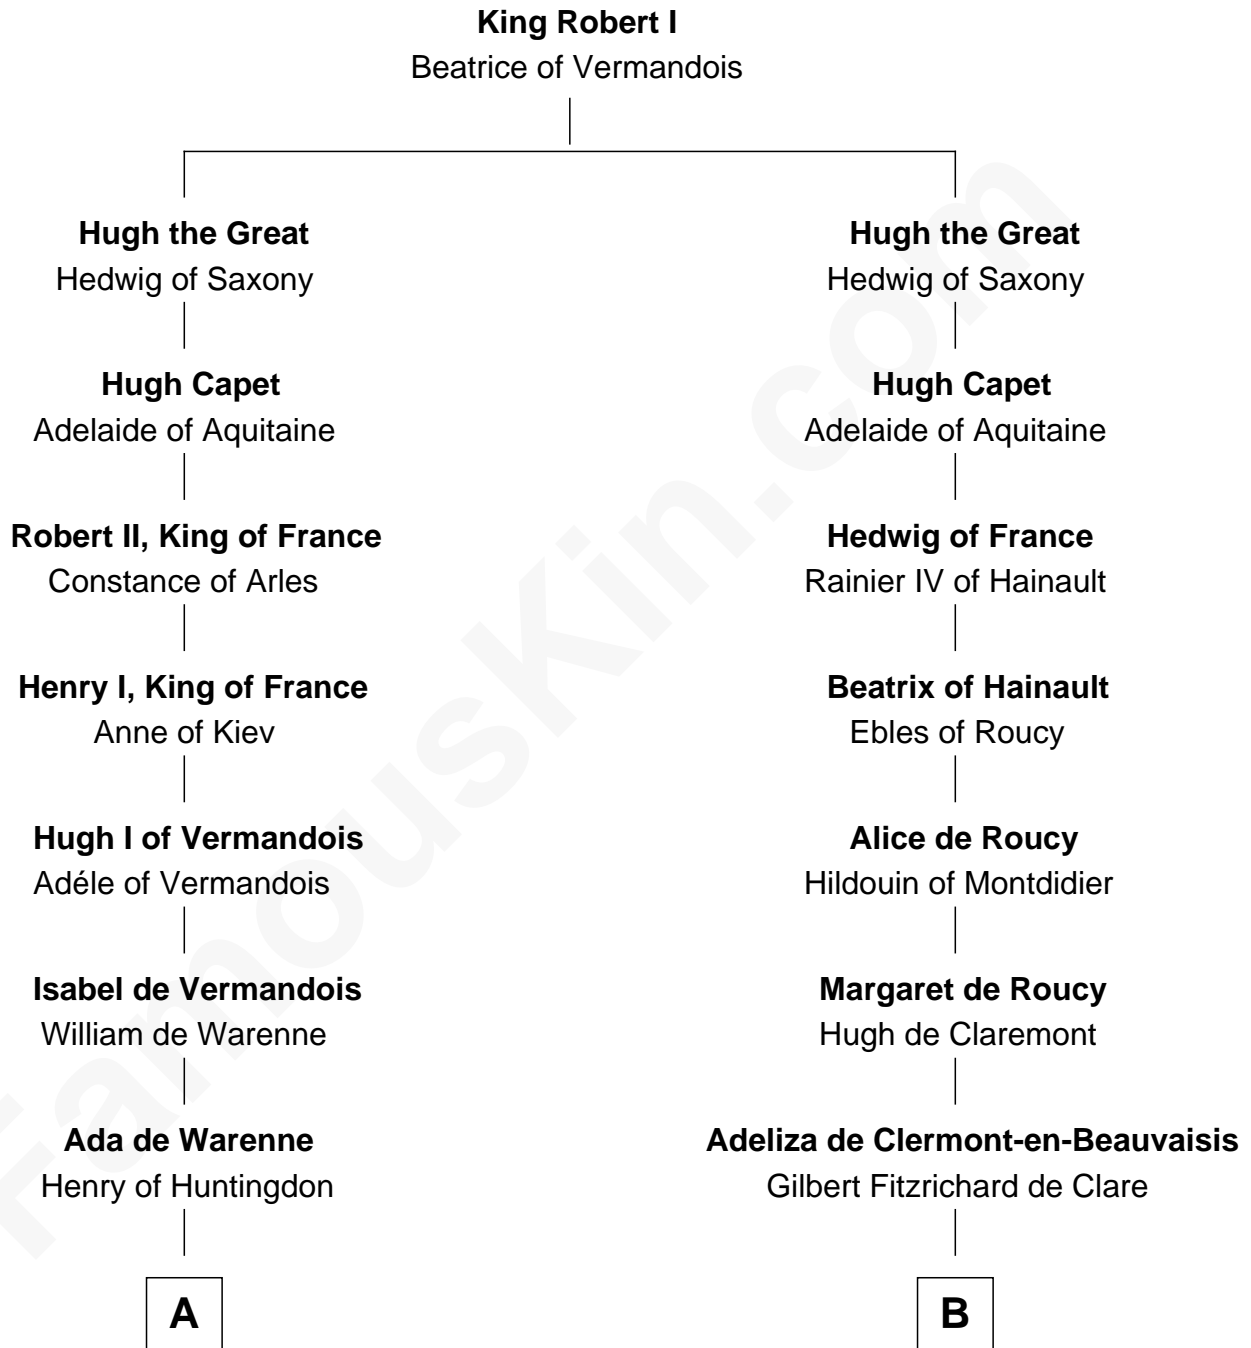 King Robert I
Beatrice of Vermandois
Hugh the Great
Hedwig of Saxony
Hugh the Great
Hedwig of Saxony
Hugh Capet
Adelaide of Aquitaine
Hugh Capet
Adelaide of Aquitaine
Robert II, King of France
Constance of Arles
Hedwig of France
Rainier IV of Hainault
Henry I, King of France
Anne of Kiev
Beatrix of Hainault
Ebles of Roucy
Hugh I of Vermandois
Adéle of Vermandois
Alice de Roucy
Hildouin of Montdidier
Isabel de Vermandois
William de Warenne
Margaret de Roucy
Hugh de Claremont
Ada de Warenne
Henry of Huntingdon
Adeliza de Clermont-en-Beauvaisis
Gilbert Fitzrichard de Clare
A
B
FamousKin.com